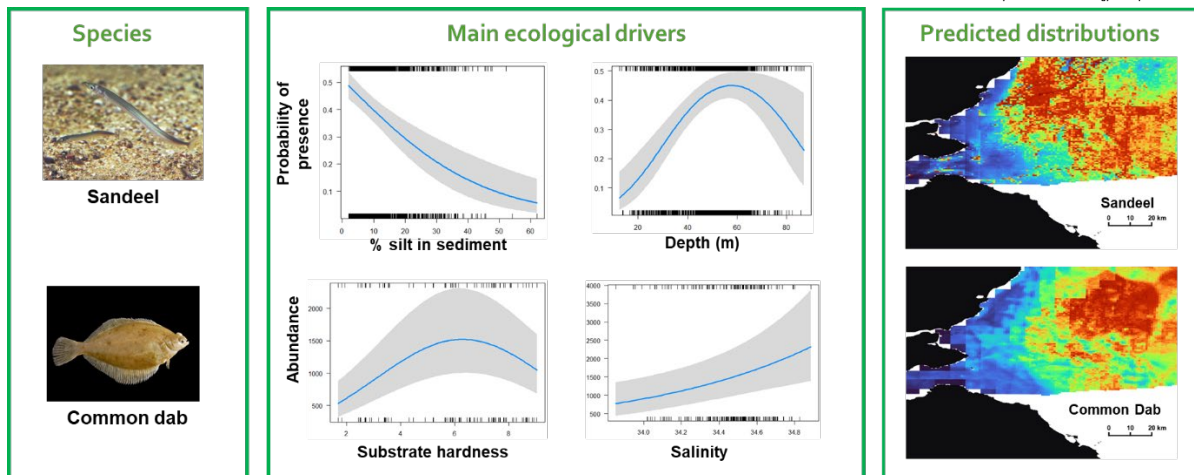 Species
Sandeel
Common dab
Main ecological drivers
Probability of
presence
0.5
0.4
0.3
0.2
0.1
0 10 20 30 40 50 60
% silt in sediment
0.5
0.4
0.3
0.2
0.1
20 40 60 80
Depth (m)
Abundance
2000
1500
1000
500
2 4 6 8
Substrate hardness
4000
3500
3000
2500
2000
1500
1000
500
34.0 34.2 34.4 34.6 34.8
Salinity
Predicted distributions
Sandeel
0 10 20 km
Common Dab
0 10 20 km